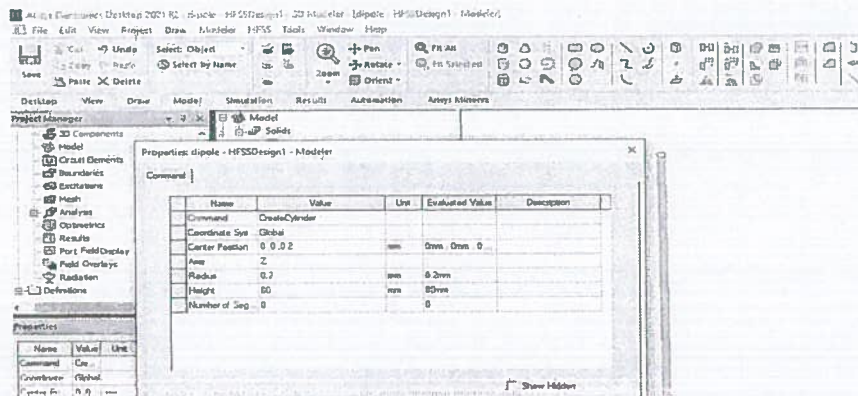 Ansys Electronics Desktop 2021 R2 - dipole - HFSSDesign1 - 3D Modeler - [dipole - HFSSDesign1 - Modeler]
File Edit View Project Draw Modeler HFSS Tools Window Help
Save
Cut Undo Select: Object
Copy Redo Select by Name
Paste Delete
Zoom
Pan Fit All
Rotate Fit Selected
Orient
Desktop View Draw Model Simulation Results Automation Ansys Minerva
Project Manager
3D Components
Model
Circuit Elements
Boundaries
Excitations
Mesh
Analysis
Optimetrics
Results
Port Field Display
Field Overlays
Radiation
Definitions
Model
Solids
Properties: dipole - HFSSDesign1 - Modeler
Command
Name Value Unit Evaluated Value Description
Command CreateCylinder
Coordinate Sys... Global
Center Position 0 ,0 ,0.2 mm 0mm , 0mm , 0...
Axis Z
Radius 0.2 mm 0.2mm
Height 80 mm 80mm
Number of Seg... 0 0
Show Hidden
Properties
Name Value Unit
Command Cre...
Coordinate Global